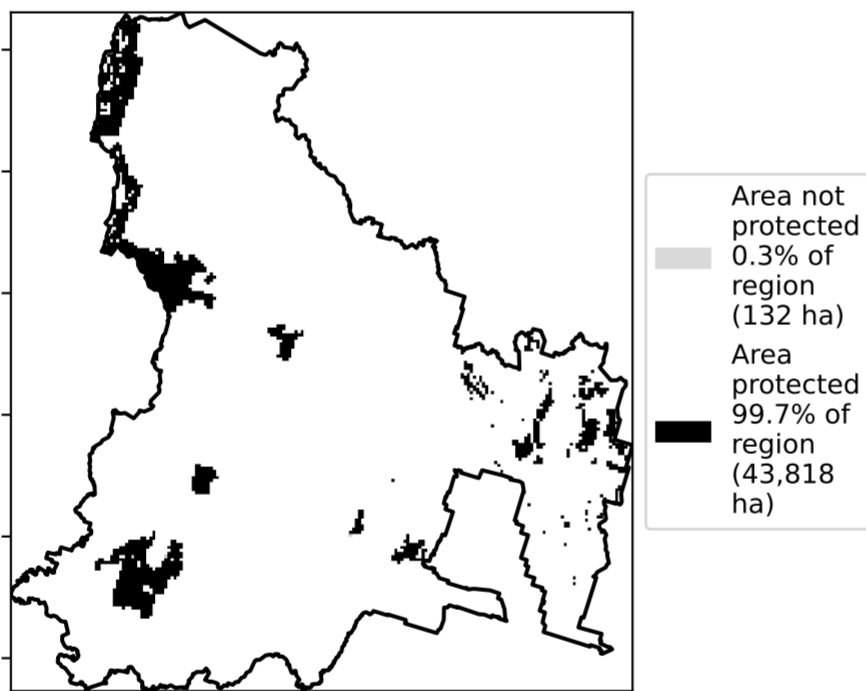 Area not
protected
0.3% of
region
(132 ha)
Area
protected
99.7% of
region
(43,818
ha)